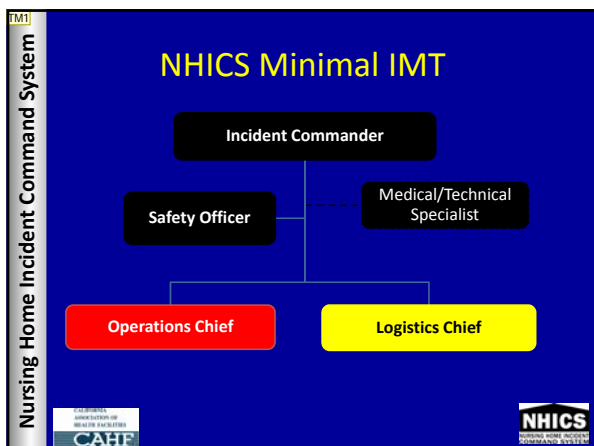 TM1
Nursing Home Incident Command System
NHICS Minimal IMT
Incident Commander
Safety Officer
Medical/Technical
Specialist
Operations Chief
Logistics Chief
CALIFORNIA
ASSOCIATION OF
HEALTH FACILITIES
CAHF
NHICS
NURSING HOME INCIDENT
COMMAND SYSTEM